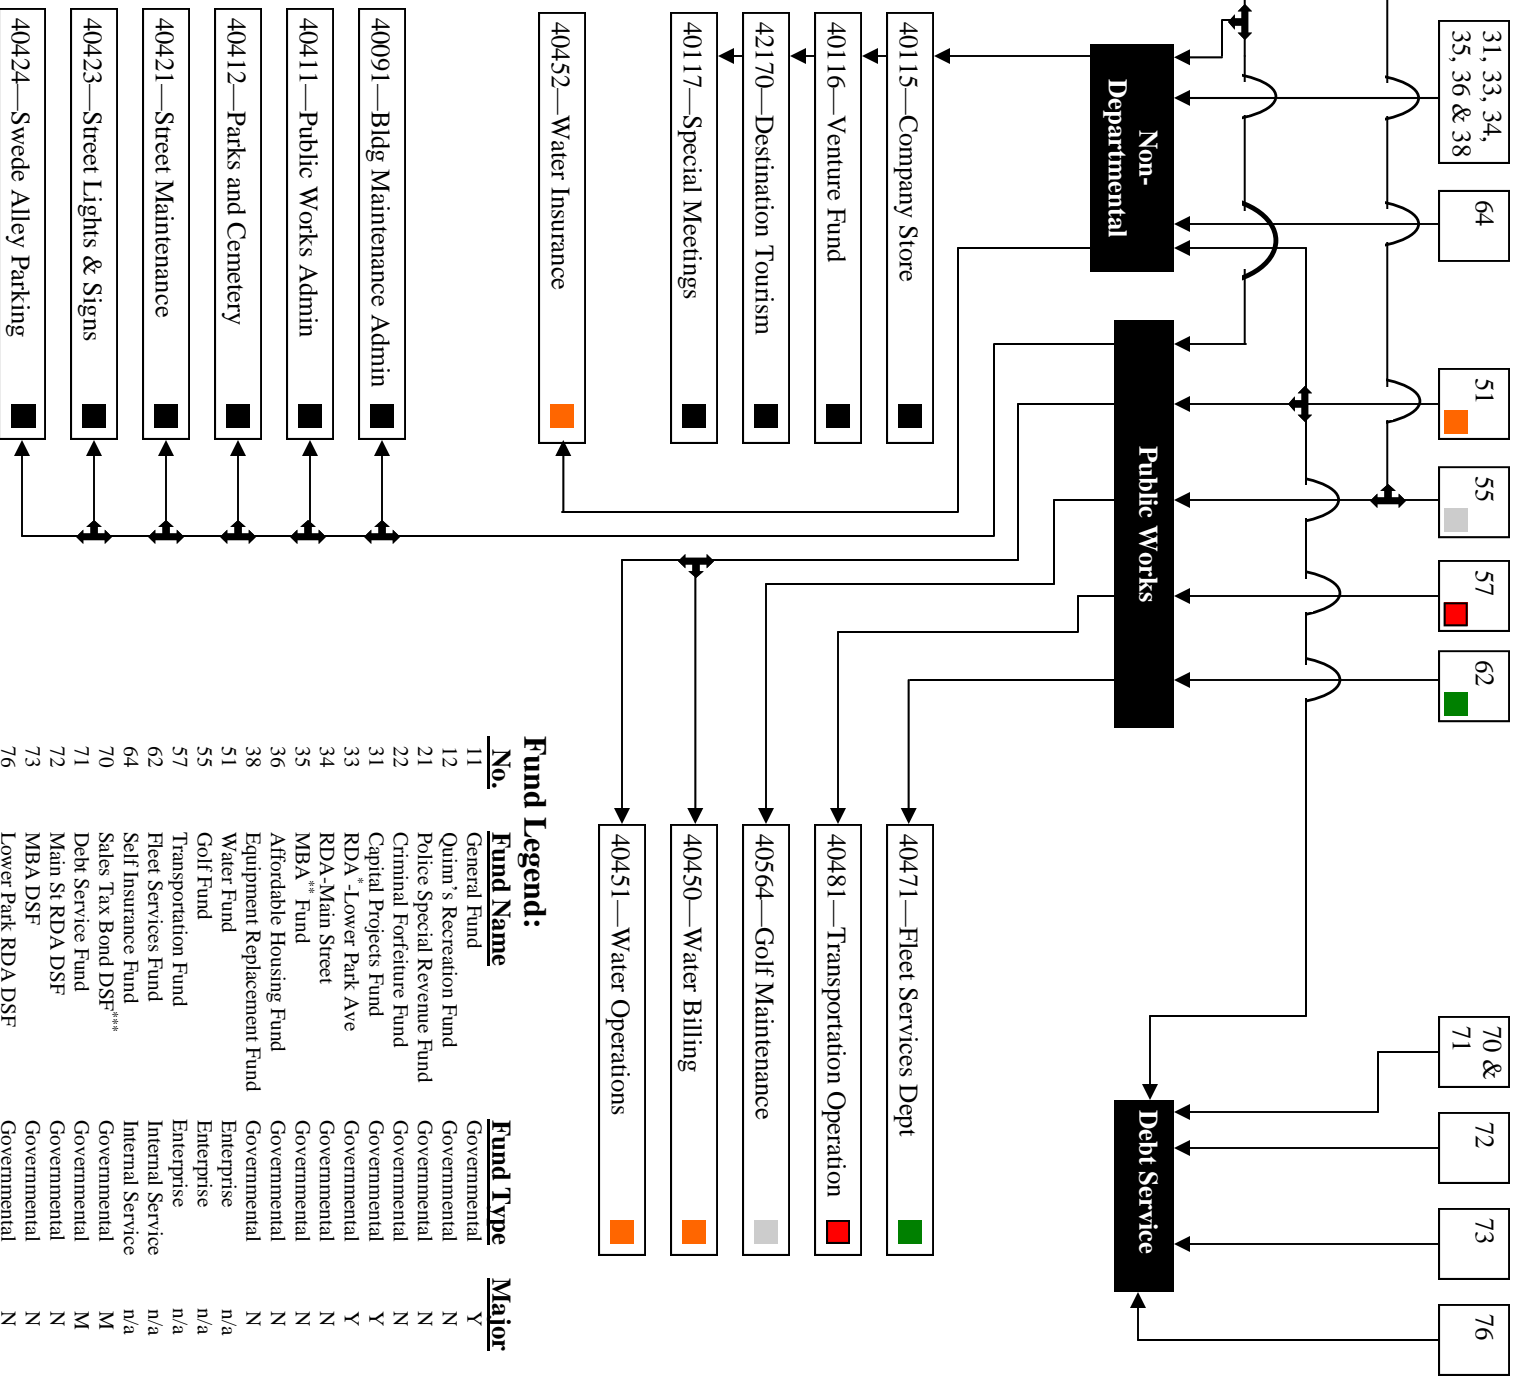 31, 33, 34,
35, 36 & 38
64
51
55
57
62
70 &
71
72
73
76
Non-
Departmental
Public Works
Debt Service
40115—Company Store
40116—Venture Fund
42170—Destination Tourism
40117—Special Meetings
40452—Water Insurance
40091—Bldg Maintenance Admin
40411—Public Works Admin
40412—Parks and Cemetery
40421—Street Maintenance
40423—Street Lights & Signs
40424—Swede Alley Parking
40471—Fleet Services Dept
40481—Transportation Operation
40564—Golf Maintenance
40450—Water Billing
40451—Water Operations
Fund Legend:
No. Fund Name Fund Type Major
11 General Fund Governmental Y
12 Quinn's Recreation Fund Governmental N
21 Police Special Revenue Fund Governmental N
22 Criminal Forfeiture Fund Governmental N
31 Capital Projects Fund Governmental Y
33 RDA*-Lower Park Ave Governmental Y
34 RDA-Main Street Governmental N
35 MBA** Fund Governmental N
36 Affordable Housing Fund Governmental N
38 Equipment Replacement Fund Governmental N
51 Water Fund Enterprise n/a
55 Golf Fund Enterprise n/a
57 Transportation Fund Enterprise n/a
62 Fleet Services Fund Internal Service n/a
64 Self Insurance Fund Internal Service n/a
70 Sales Tax Bond DSF*** Governmental M
71 Debt Service Fund Governmental M
72 Main St RDA DSF Governmental N
73 MBA DSF Governmental N
76 Lower Park RDA DSF Governmental N